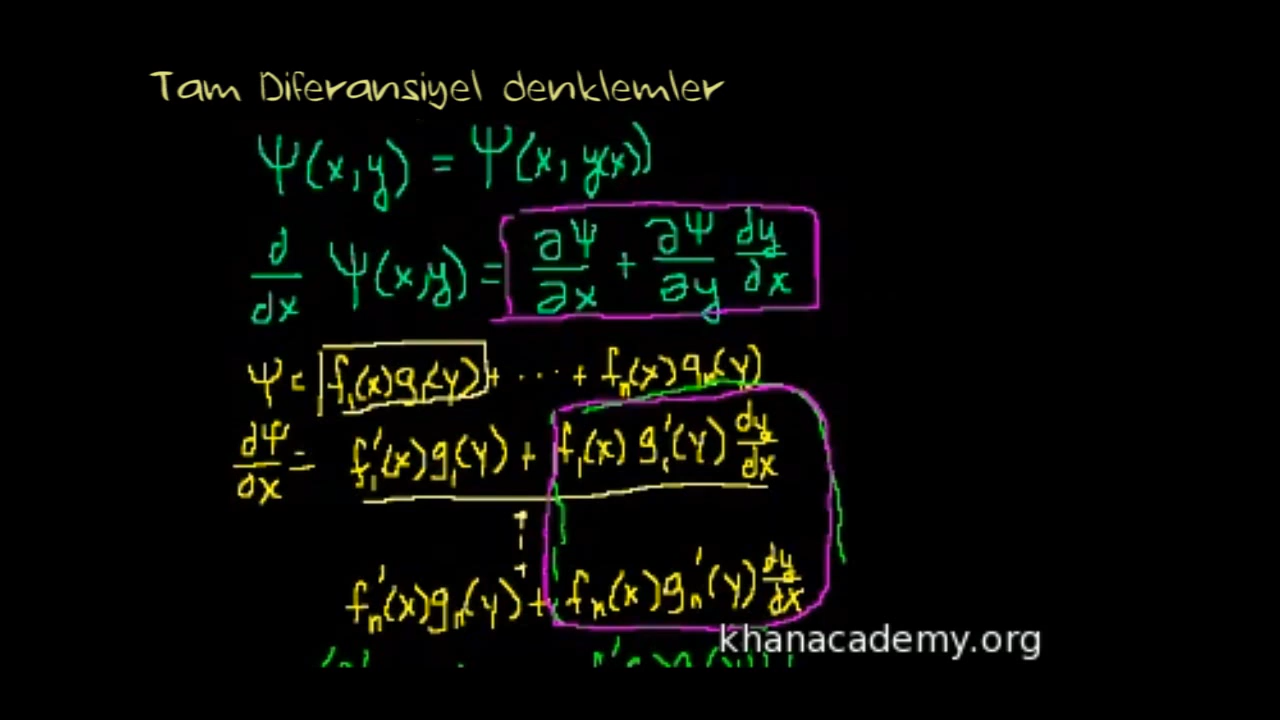 Tam Diferansiyel denklemler
Ψ(x,y) = Ψ(x, y(x))
d/dx Ψ(x,y) = ∂Ψ/∂x + ∂Ψ/∂y dy/dx
Ψ = f₁(x)g₁(y) + ··· + fₙ(x)gₙ(y)
dΨ/dx = f₁'(x)g₁(y) + f₁(x)g₁'(y) dy/dx
fₙ'(x)gₙ(y) + fₙ(x)gₙ'(y) dy/dx
khanacademy.org